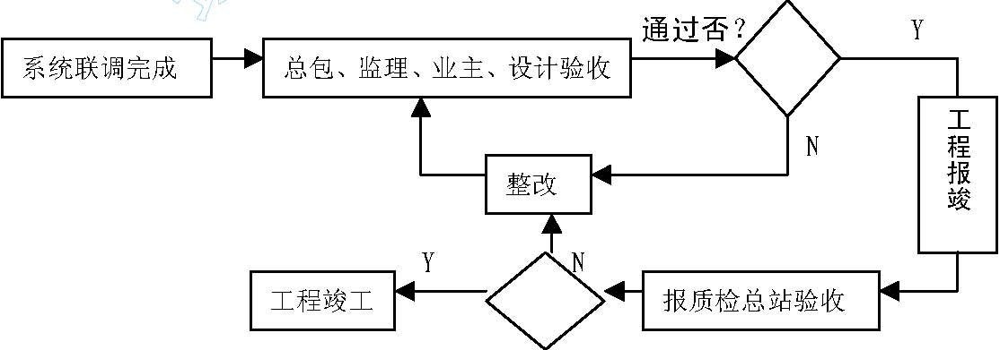 通过否?
Y
系统联调完成
总包、监理、业主、设计验收
N
工程报竣
整改
Y
N
工程竣工
报质检总站验收